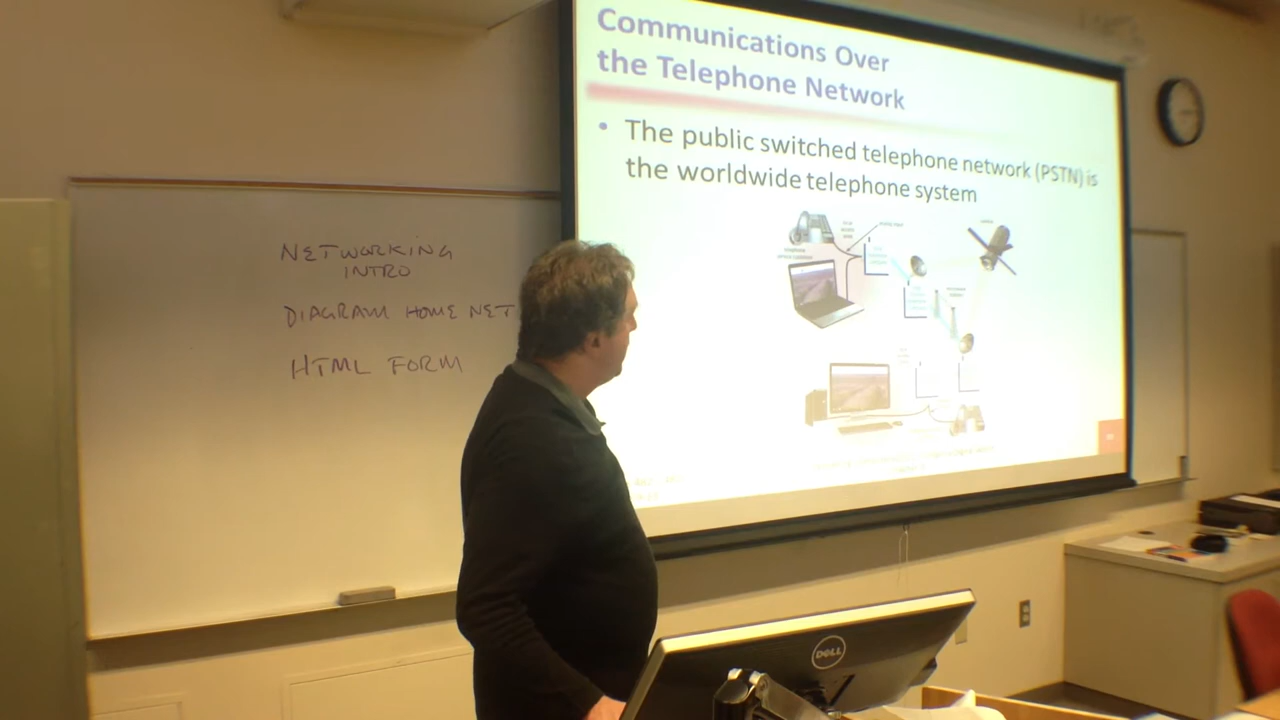 NETWORKING
INTRO
DIAGRAM HOME NET
HTML FORM
Communications Over
the Telephone Network
• The public switched telephone network (PSTN) is
the worldwide telephone system
DELL